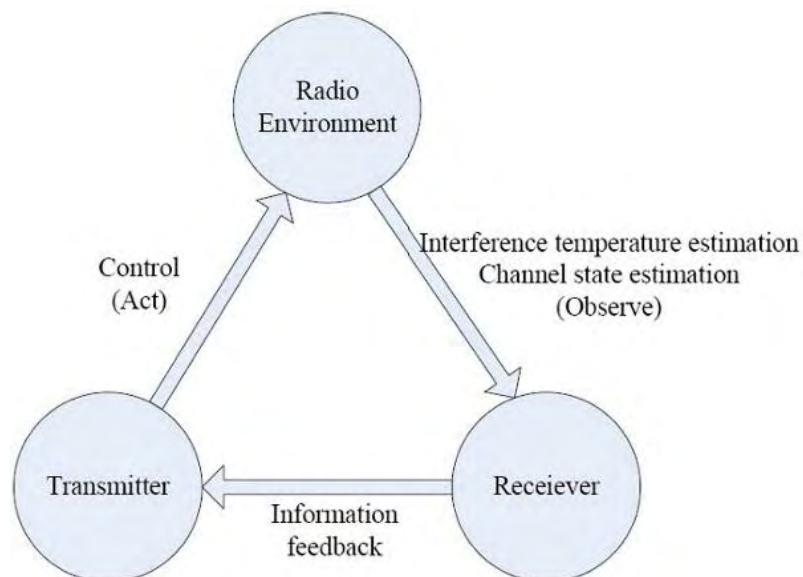 Radio
Environment
Interference temperature estimation
Channel state estimation
(Observe)
Control
(Act)
Transmitter
Receiever
Information
feedback